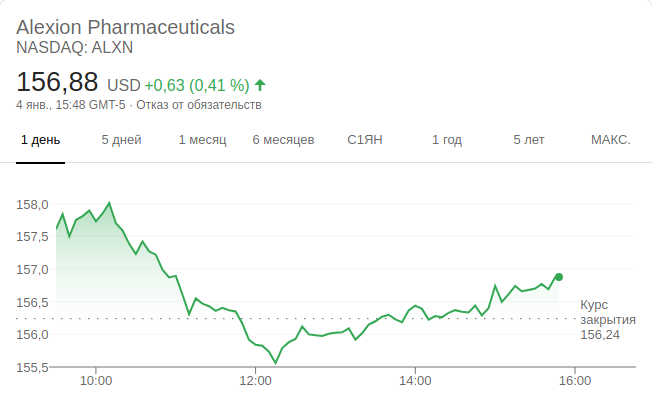 Alexion Pharmaceuticals
NASDAQ: ALXN
156,88 USD +0,63 (0,41 %)
4 янв., 15:48 GMT-5 · Отказ от обязательств
1 день 5 дней 1 месяц 6 месяцев С1ЯН 1 год 5 лет МАКС.
158,0
157,5
157,0
156,5
156,0
155,5
Курс
закрытия
156,24
10:00 12:00 14:00 16:00